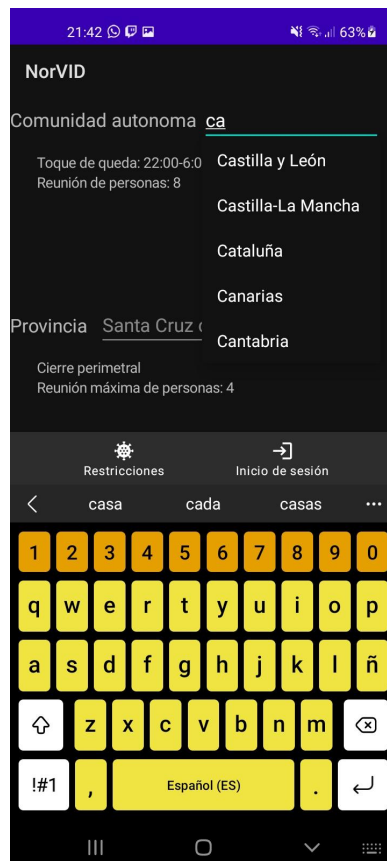 21:42 63%
NorVID
Comunidad autonoma ca
Toque de queda: 22:00-6:0
Reunión de personas: 8
Castilla y León
Castilla-La Mancha
Cataluña
Canarias
Cantabria
Provincia Santa Cruz
Cierre perimetral
Reunión máxima de personas: 4
Restricciones Inicio de sesión
casa cada casas
1 2 3 4 5 6 7 8 9 0
q w e r t y u i o p
a s d f g h j k l ñ
z x c v b n m
!#1 , Español (ES) .